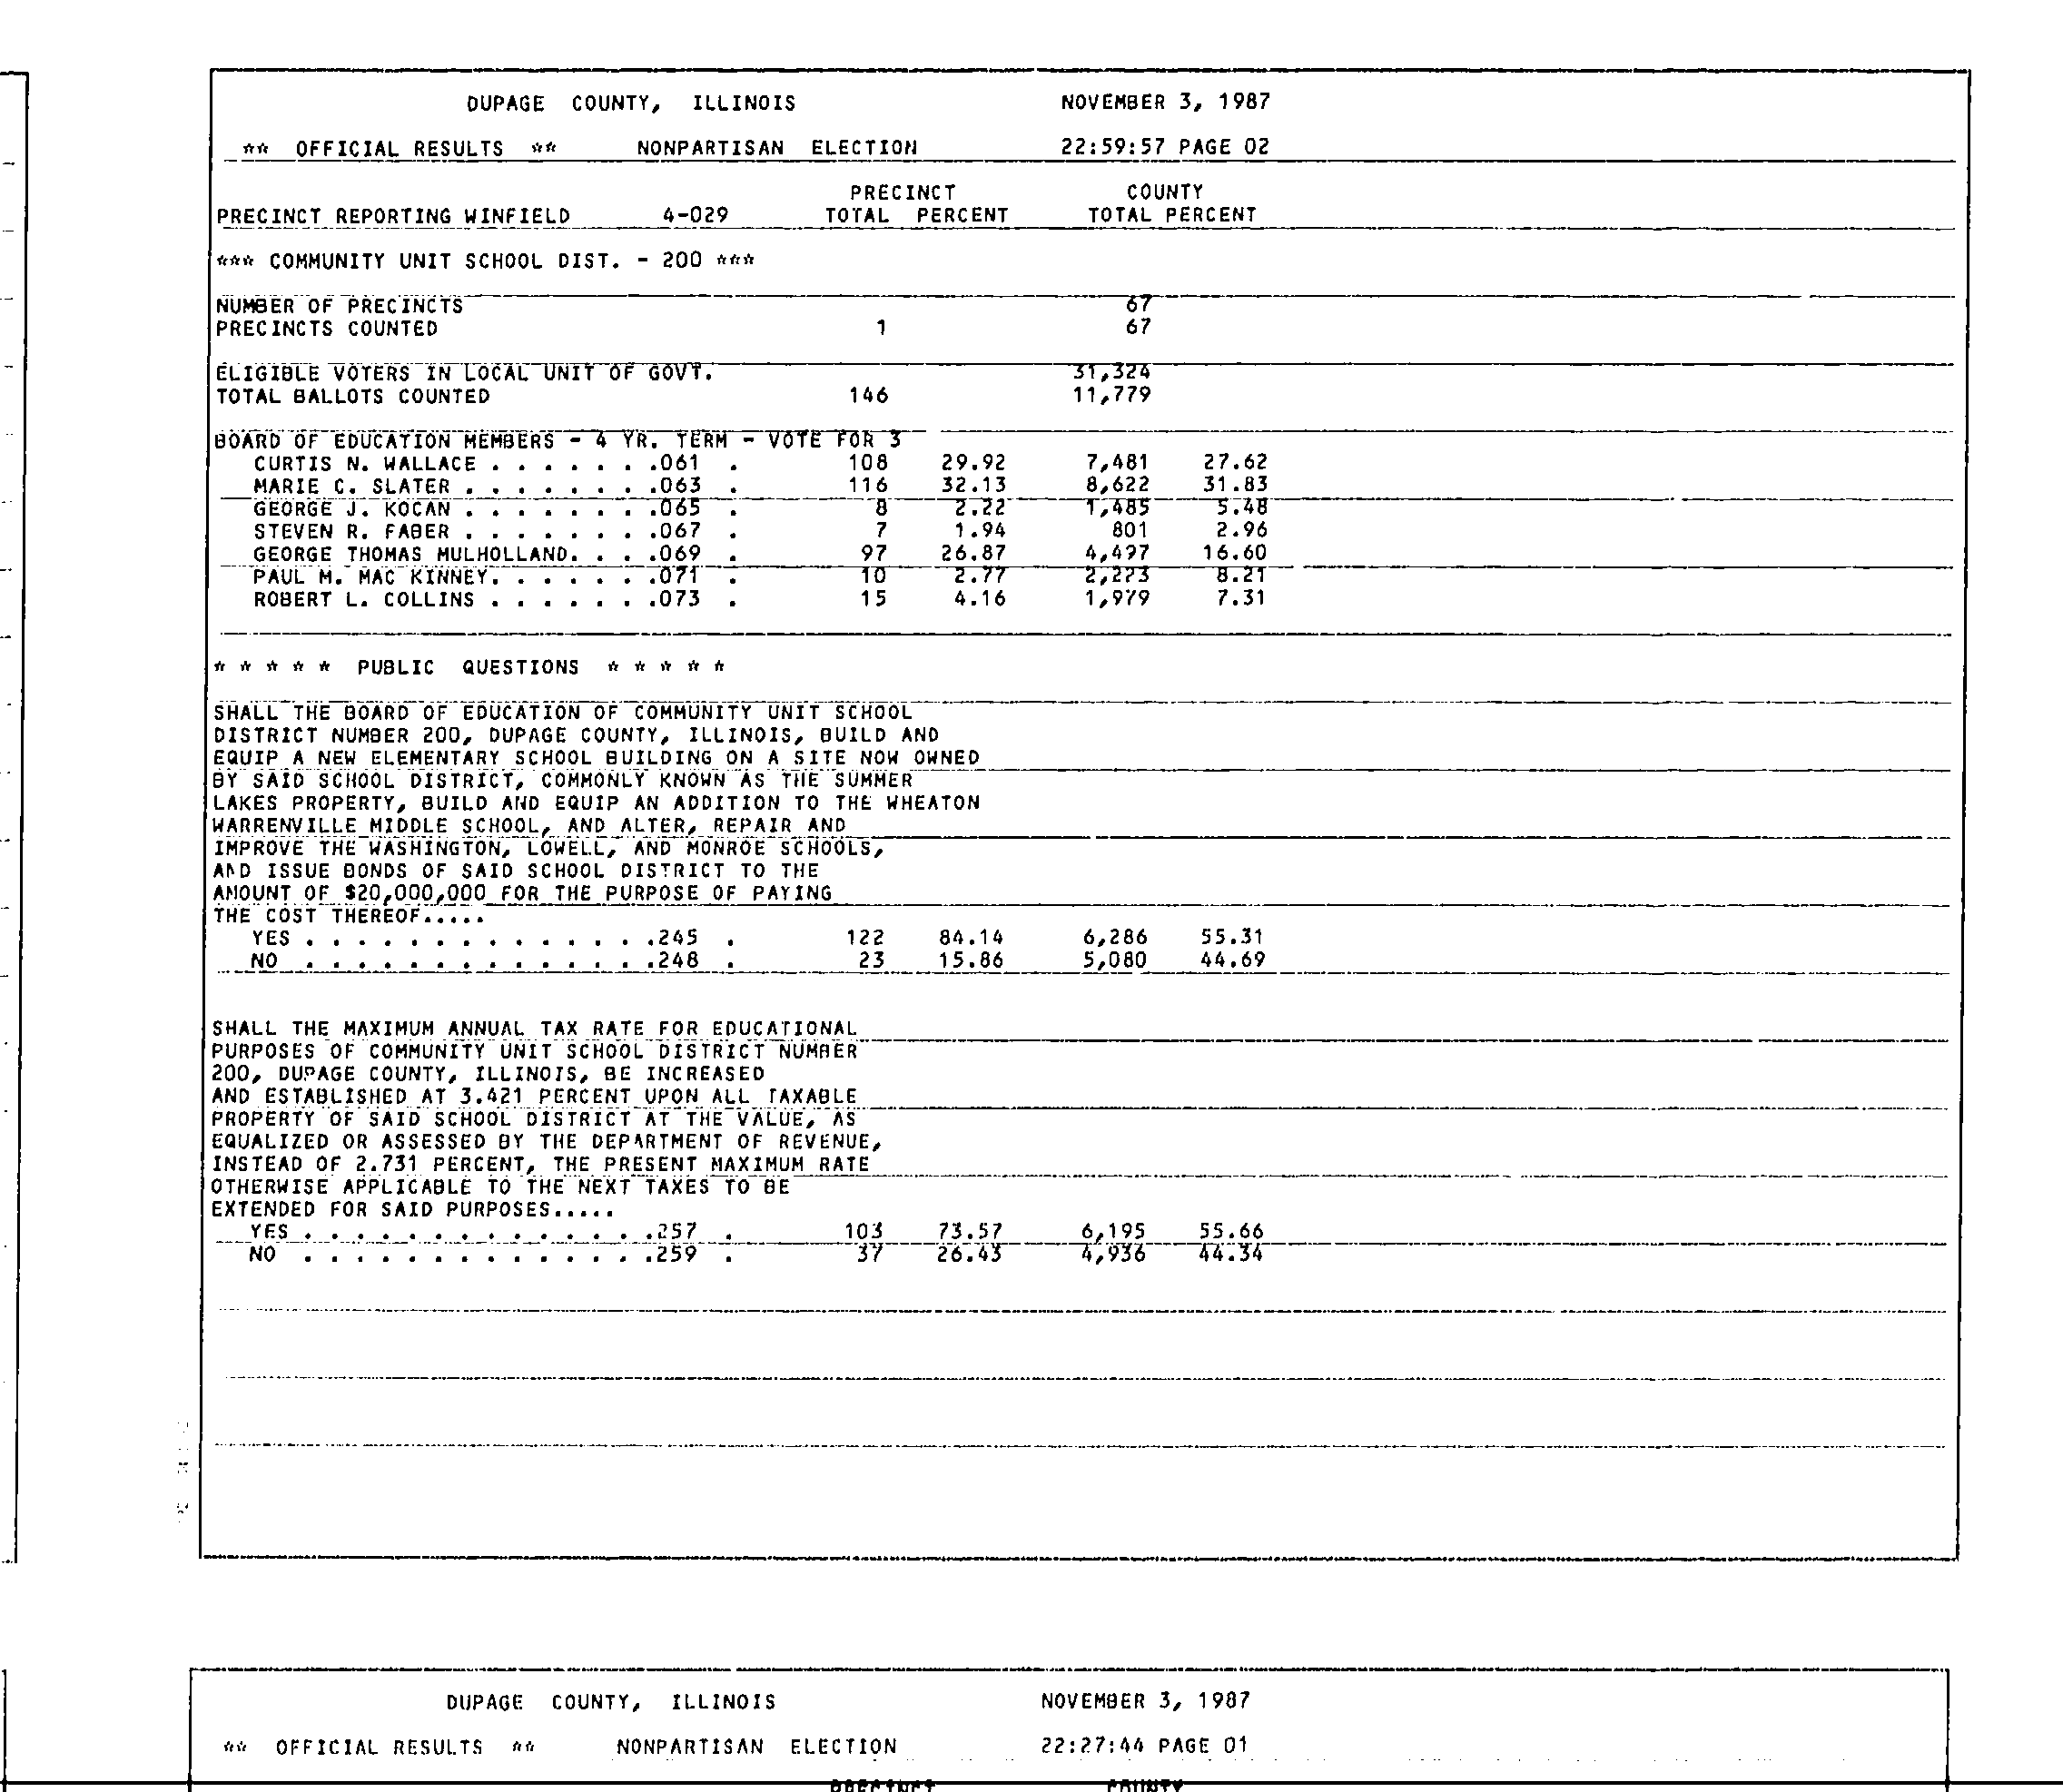 DUPAGE COUNTY, ILLINOIS NOVEMBER 3, 1987
** OFFICIAL RESULTS ** NONPARTISAN ELECTION 22:59:57 PAGE 02
PRECINCT COUNTY
PRECINCT REPORTING WINFIELD 4-029 TOTAL PERCENT TOTAL PERCENT
*** COMMUNITY UNIT SCHOOL DIST. - 200 ***
NUMBER OF PRECINCTS 67
PRECINCTS COUNTED 1 67
ELIGIBLE VOTERS IN LOCAL UNIT OF GOVT. 31,324
TOTAL BALLOTS COUNTED 146 11,779
BOARD OF EDUCATION MEMBERS - 4 YR. TERM - VOTE FOR 3
CURTIS N. WALLACE . . . . . . .061 . 108 29.92 7,481 27.62
MARIE C. SLATER . . . . . . . .063 . 116 32.13 8,622 31.83
GEORGE J. KOCAN . . . . . . . .065 . 8 2.22 1,485 5.48
STEVEN R. FABER . . . . . . . .067 . 7 1.94 801 2.96
GEORGE THOMAS MULHOLLAND. . . .069 . 97 26.87 4,497 16.60
PAUL M. MAC KINNEY. . . . . . .071 . 10 2.77 2,223 8.21
ROBERT L. COLLINS . . . . . . .073 . 15 4.16 1,979 7.31
* * * * * PUBLIC QUESTIONS * * * * *
SHALL THE BOARD OF EDUCATION OF COMMUNITY UNIT SCHOOL
DISTRICT NUMBER 200, DUPAGE COUNTY, ILLINOIS, BUILD AND
EQUIP A NEW ELEMENTARY SCHOOL BUILDING ON A SITE NOW OWNED
BY SAID SCHOOL DISTRICT, COMMONLY KNOWN AS THE SUMMER
LAKES PROPERTY, BUILD AND EQUIP AN ADDITION TO THE WHEATON
WARRENVILLE MIDDLE SCHOOL, AND ALTER, REPAIR AND
IMPROVE THE WASHINGTON, LOWELL, AND MONROE SCHOOLS,
AND ISSUE BONDS OF SAID SCHOOL DISTRICT TO THE
AMOUNT OF $20,000,000 FOR THE PURPOSE OF PAYING
THE COST THEREOF.....
YES . . . . . . . . . . . . . .245 . 122 84.14 6,286 55.31
NO . . . . . . . . . . . . . .248 . 23 15.86 5,080 44.69
SHALL THE MAXIMUM ANNUAL TAX RATE FOR EDUCATIONAL
PURPOSES OF COMMUNITY UNIT SCHOOL DISTRICT NUMBER
200, DUPAGE COUNTY, ILLINOIS, BE INCREASED
AND ESTABLISHED AT 3.421 PERCENT UPON ALL TAXABLE
PROPERTY OF SAID SCHOOL DISTRICT AT THE VALUE, AS
EQUALIZED OR ASSESSED BY THE DEPARTMENT OF REVENUE,
INSTEAD OF 2.731 PERCENT, THE PRESENT MAXIMUM RATE
OTHERWISE APPLICABLE TO THE NEXT TAXES TO BE
EXTENDED FOR SAID PURPOSES.....
YES . . . . . . . . . . . . . .257 . 103 73.57 6,195 55.66
NO . . . . . . . . . . . . . .259 . 37 26.43 4,936 44.34
DUPAGE COUNTY, ILLINOIS NOVEMBER 3, 1987
** OFFICIAL RESULTS ** NONPARTISAN ELECTION 22:27:44 PAGE 01
PRECINCT COUNTY